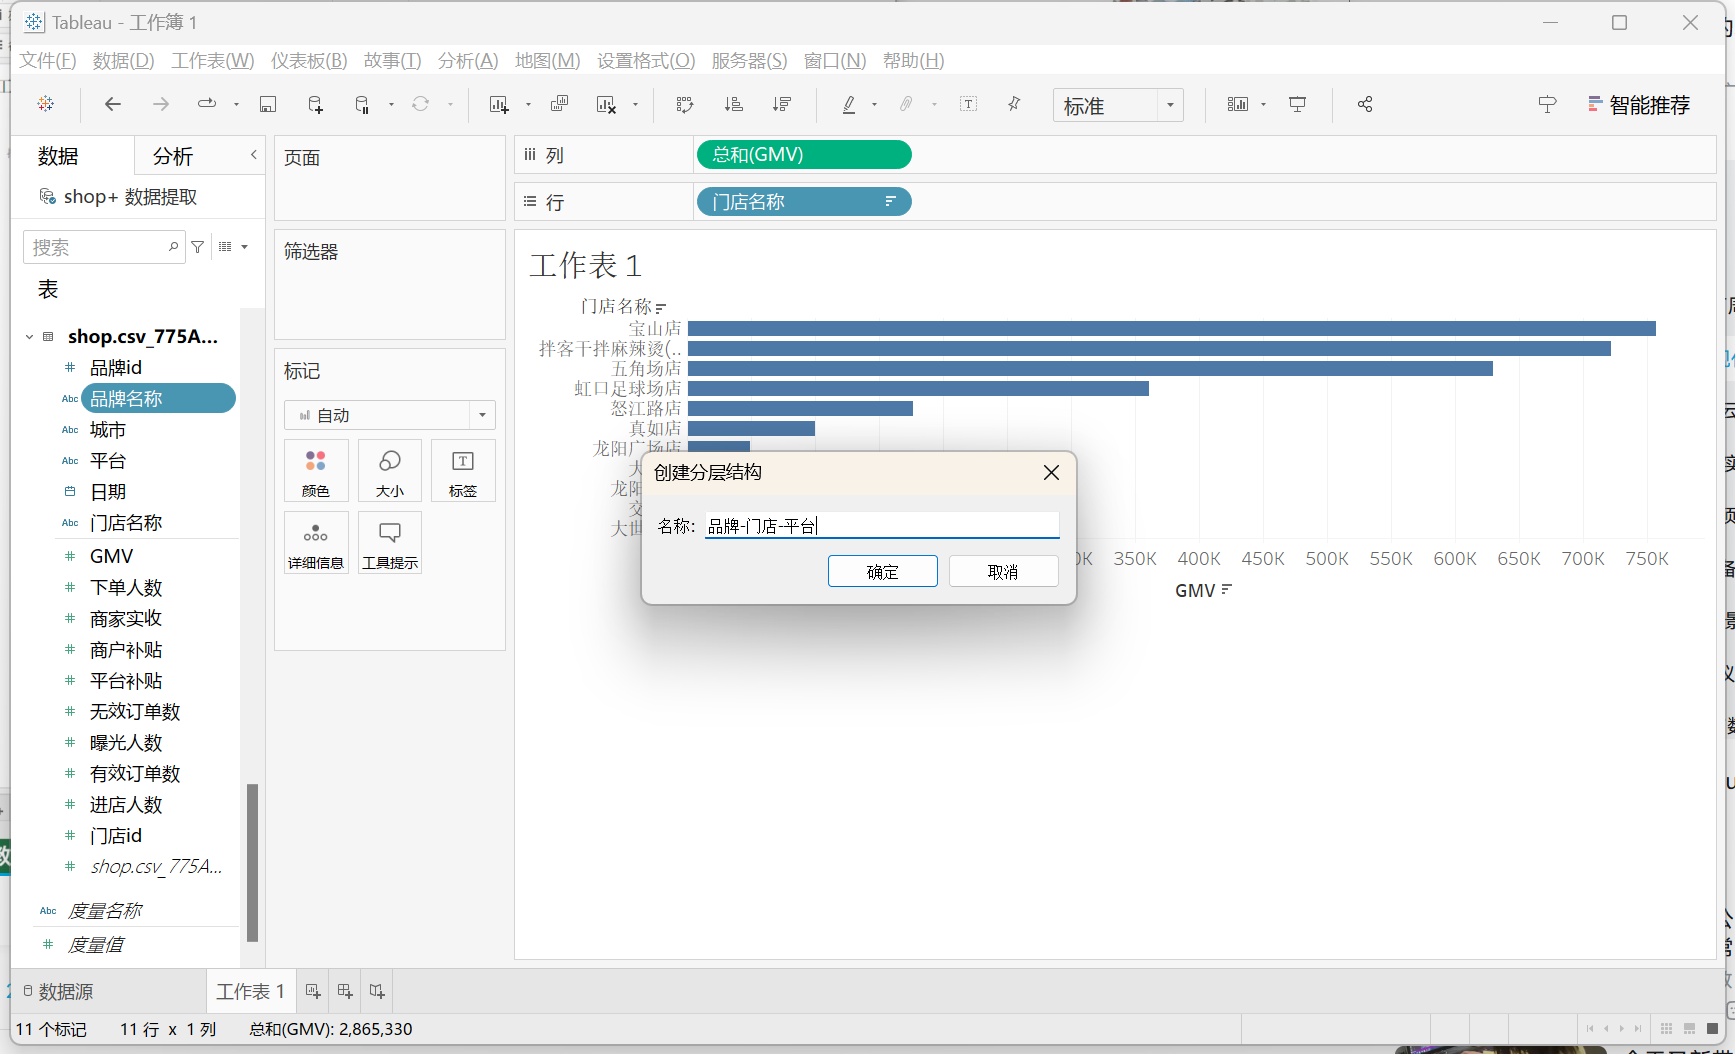 Tableau - 工作簿 1
文件(F) 数据(D) 工作表(W) 仪表板(B) 故事(T) 分析(A) 地图(M) 设置格式(O) 服务器(S) 窗口(N) 帮助(H)
标准
智能推荐
数据
分析
shop+ 数据提取
搜索
表
shop.csv_775A...
品牌id
Abc 品牌名称
Abc 城市
Abc 平台
日期
Abc 门店名称
GMV
下单人数
商家实收
商户补贴
平台补贴
无效订单数
曝光人数
有效订单数
进店人数
门店id
shop.csv_775A...
Abc 度量名称
度量值
页面
筛选器
标记
自动
颜色
大小
标签
详细信息
工具提示
列
总和(GMV)
行
门店名称
工作表 1
门店名称
宝山店
拌客干拌麻辣烫(..
五角场店
虹口足球场店
怒江路店
真如店
龙阳广场店
创建分层结构
名称:
品牌-门店-平台
确定
取消
350K 400K 450K 500K 550K 600K 650K 700K 750K
GMV
数据源
工作表 1
11 个标记
11 行 x 1 列
总和(GMV): 2,865,330